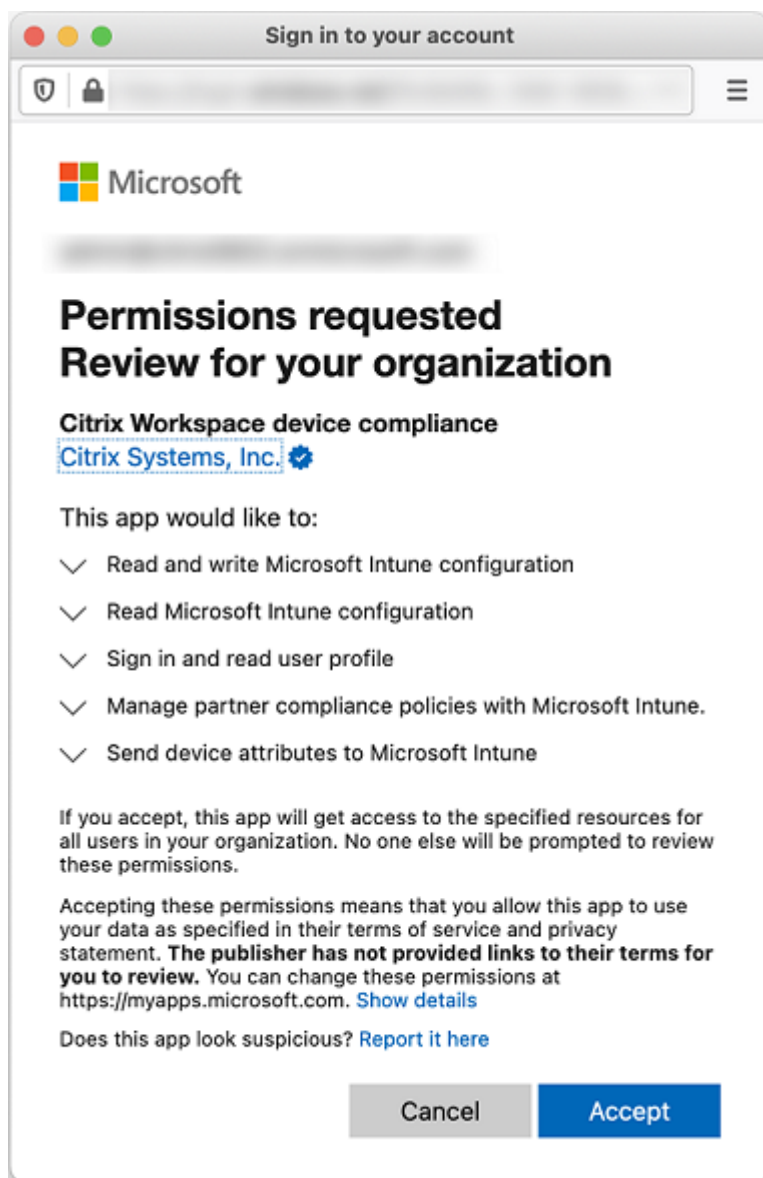 Sign in to your account
Microsoft
Permissions requested
Review for your organization
Citrix Workspace device compliance
Citrix Systems, Inc.
This app would like to:
Read and write Microsoft Intune configuration
Read Microsoft Intune configuration
Sign in and read user profile
Manage partner compliance policies with Microsoft Intune.
Send device attributes to Microsoft Intune
If you accept, this app will get access to the specified resources for
all users in your organization. No one else will be prompted to review
these permissions.
Accepting these permissions means that you allow this app to use
your data as specified in their terms of service and privacy
statement. The publisher has not provided links to their terms for
you to review. You can change these permissions at
https://myapps.microsoft.com. Show details
Does this app look suspicious? Report it here
Cancel
Accept